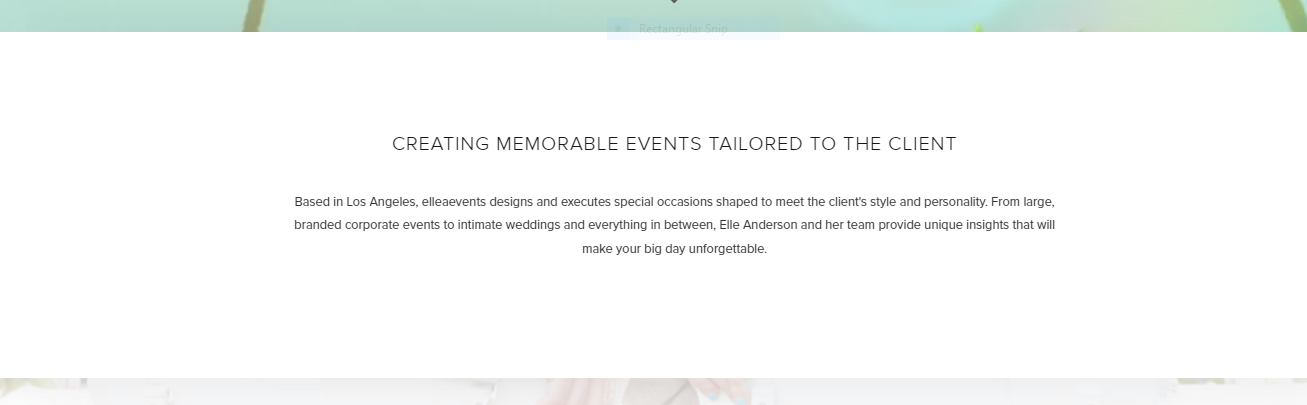 Rectangular Snip
CREATING MEMORABLE EVENTS TAILORED TO THE CLIENT
Based in Los Angeles, elleaevents designs and executes special occasions shaped to meet the client's style and personality. From large,
branded corporate events to intimate weddings and everything in between, Elle Anderson and her team provide unique insights that will
make your big day unforgettable.